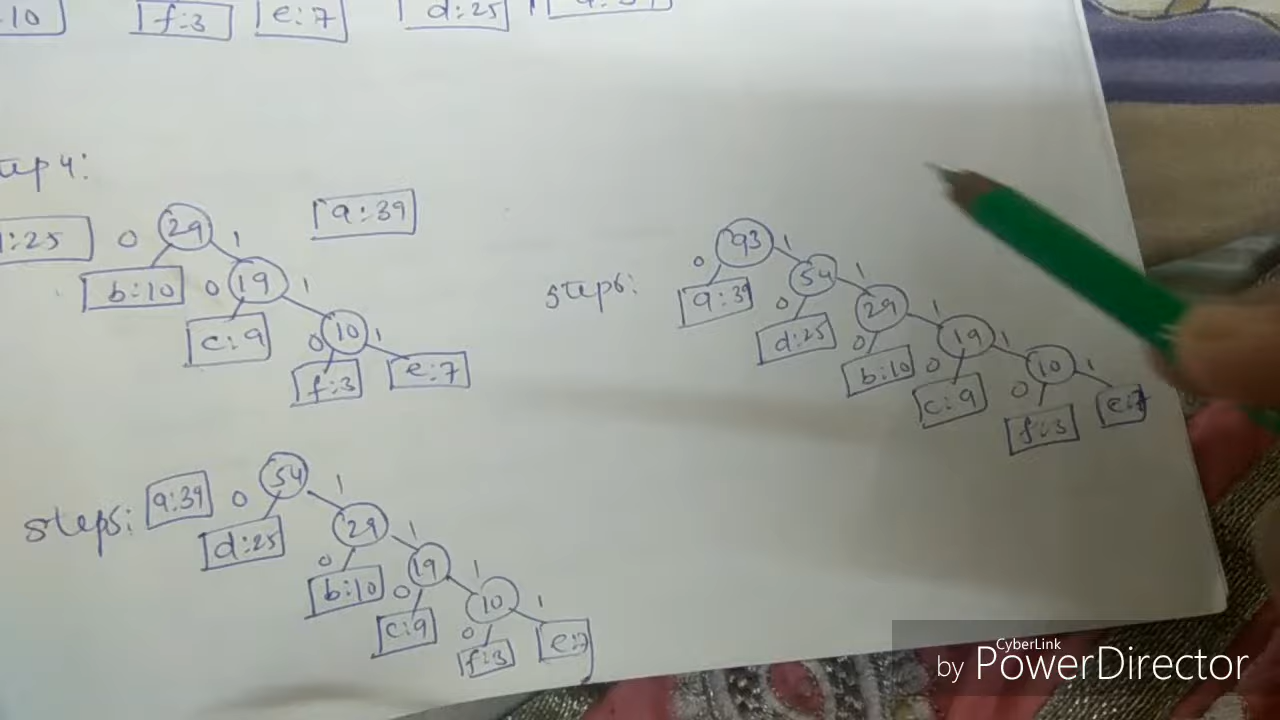 :10 f:3 e:7 d:25
step 4:
:25 0 29 1 a:39
b:10 0 19 1
c:9 0 10 1
f:3 e:7
step5: a:39 0 54 1
d:25 29 1
0 b:10 0 19 1
c:9 0 10 1
f:3 e:7
step6: 0 93 1
a:39 0 54 1
d:25 0 29 1
b:10 0 19 1
c:9 0 10 1
f:3 e:7
CyberLink
by PowerDirector